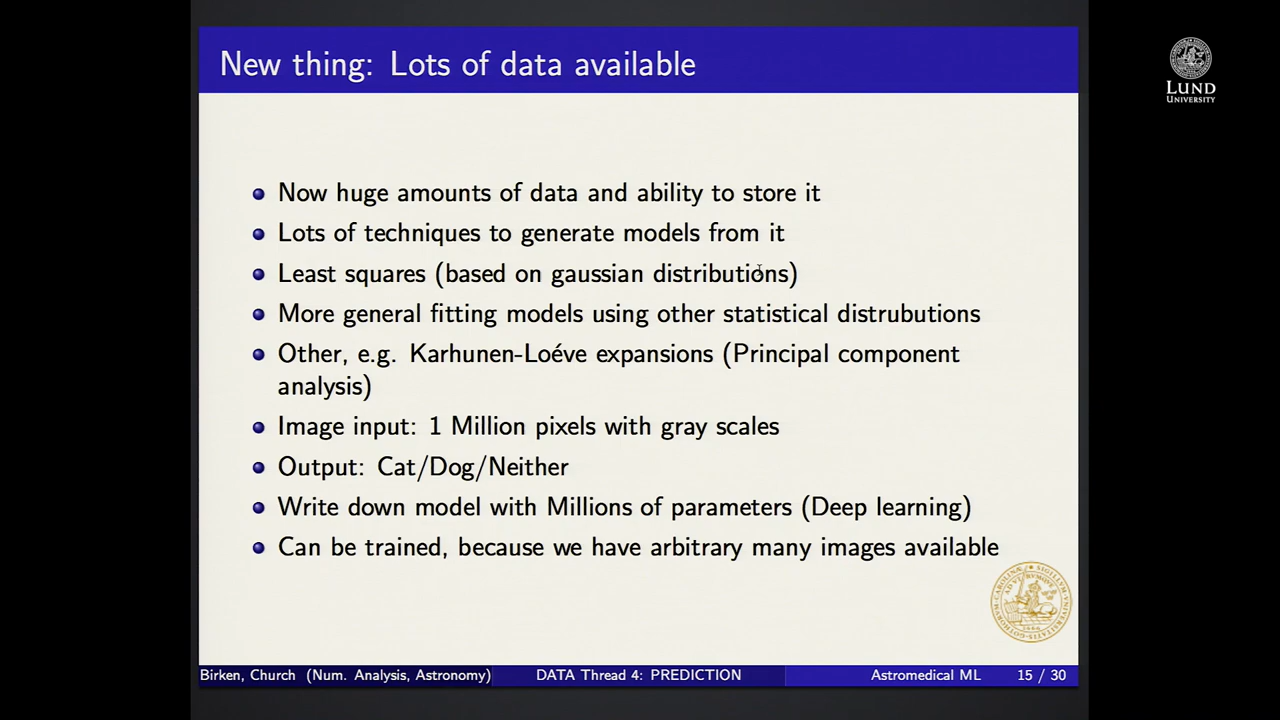 New thing: Lots of data available
LUND
UNIVERSITY
Now huge amounts of data and ability to store it
Lots of techniques to generate models from it
Least squares (based on gaussian distributions)
More general fitting models using other statistical distrubutions
Other, e.g. Karhunen-Loéve expansions (Principal component
analysis)
Image input: 1 Million pixels with gray scales
Output: Cat/Dog/Neither
Write down model with Millions of parameters (Deep learning)
Can be trained, because we have arbitrary many images available
Birken, Church (Num. Analysis, Astronomy)
DATA Thread 4: PREDICTION
Astromedical ML
15 / 30